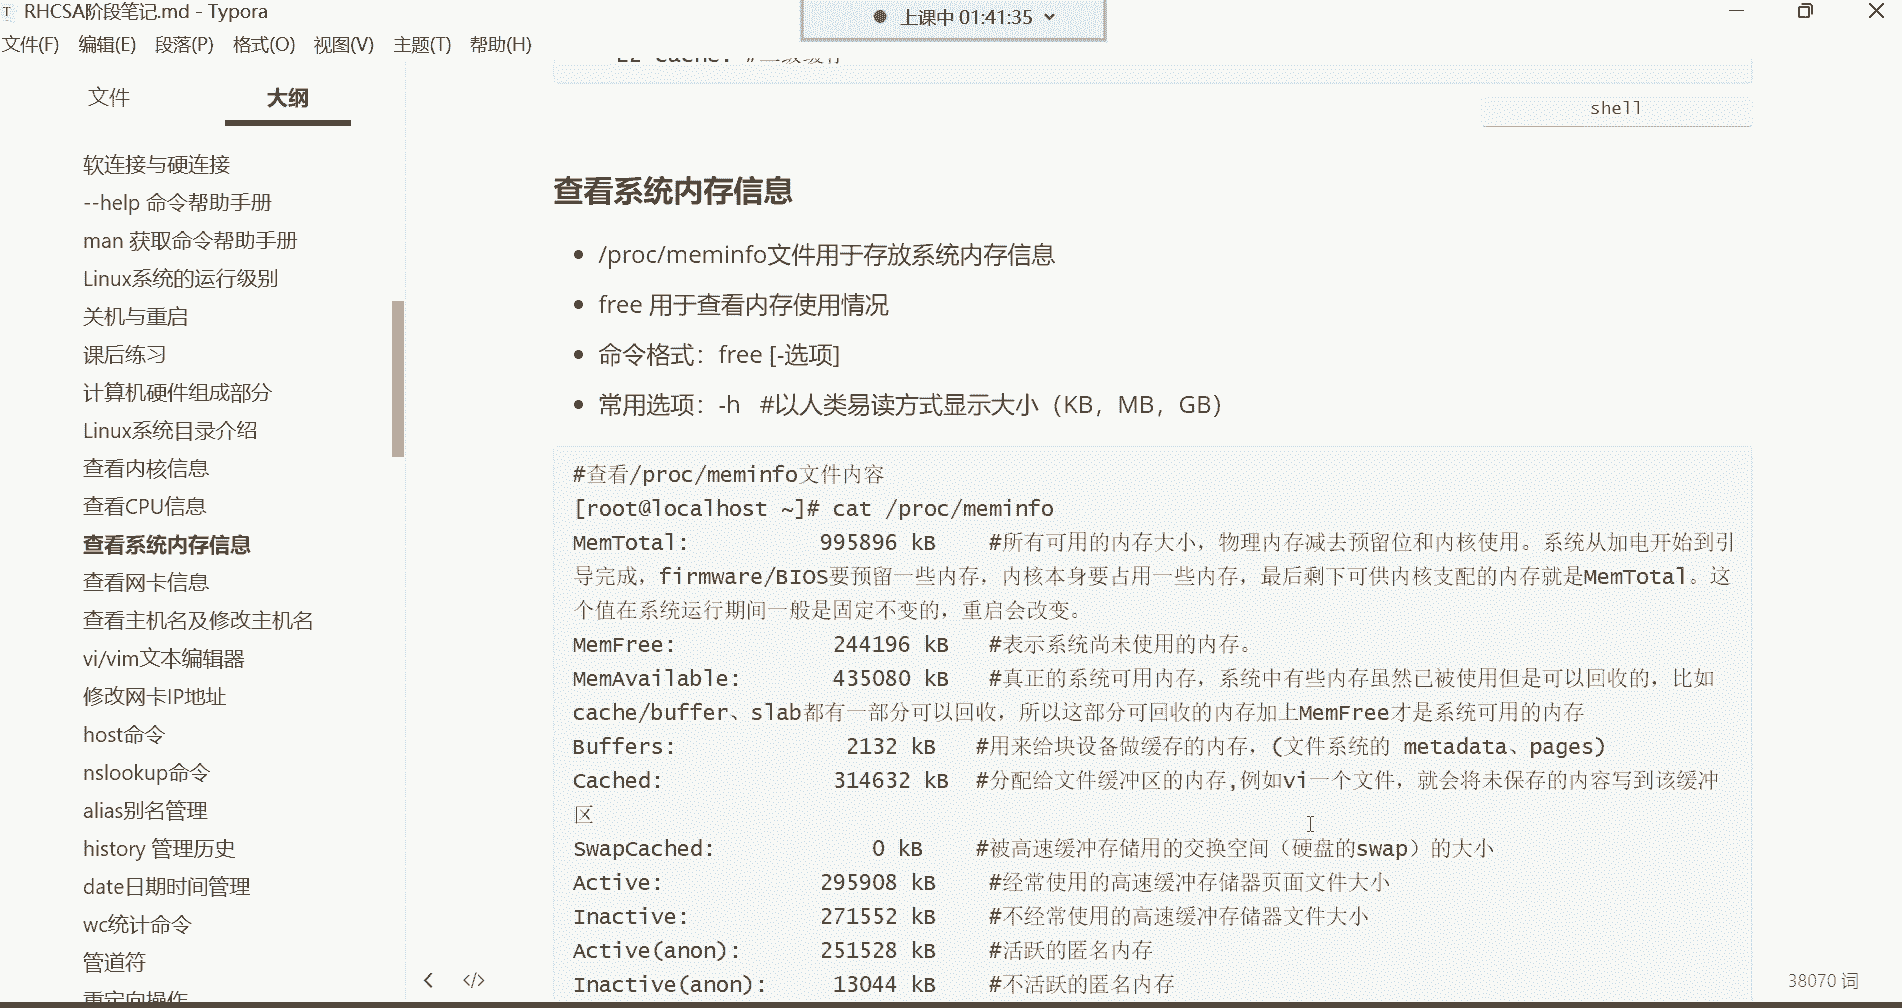 RHCSA阶段笔记.md - Typora
上课中 01:41:35
文件(F) 编辑(E) 段落(P) 格式(O) 视图(V) 主题(T) 帮助(H)
文件 大纲
软连接与硬连接
--help 命令帮助手册
man 获取命令帮助手册
Linux系统的运行级别
关机与重启
课后练习
计算机硬件组成部分
Linux系统目录介绍
查看内核信息
查看CPU信息
查看系统内存信息
查看网卡信息
查看主机名及修改主机名
vi/vim文本编辑器
修改网卡IP地址
host命令
nslookup命令
alias别名管理
history 管理历史
date日期时间管理
wc统计命令
管道符
重定向操作
shell
查看系统内存信息
/proc/meminfo文件用于存放系统内存信息
free 用于查看内存使用情况
命令格式：free [-选项]
常用选项：-h #以人类易读方式显示大小（KB，MB，GB）
#查看/proc/meminfo文件内容
[root@localhost ~]# cat /proc/meminfo
MemTotal: 995896 kB #所有可用的内存大小，物理内存减去预留位和内核使用。系统从加电开始到引
导完成，firmware/BIOS要预留一些内存，内核本身要占用一些内存，最后剩下可供内核支配的内存就是MemTotal。这
个值在系统运行期间一般是固定不变的，重启会改变。
MemFree: 244196 kB #表示系统尚未使用的内存。
MemAvailable: 435080 kB #真正的系统可用内存，系统中有些内存虽然已被使用但是可以回收的，比如
cache/buffer、slab都有一部分可以回收，所以这部分可回收的内存加上MemFree才是系统可用的内存
Buffers: 2132 kB #用来给块设备做缓存的内存，(文件系统的 metadata、pages)
Cached: 314632 kB #分配给文件缓冲区的内存,例如vi一个文件，就会将未保存的内容写到该缓冲
区
SwapCached: 0 kB #被高速缓冲存储用的交换空间（硬盘的swap）的大小
Active: 295908 kB #经常使用的高速缓冲存储器页面文件大小
Inactive: 271552 kB #不经常使用的高速缓冲存储器文件大小
Active(anon): 251528 kB #活跃的匿名内存
Inactive(anon): 13044 kB #不活跃的匿名内存
38070 词